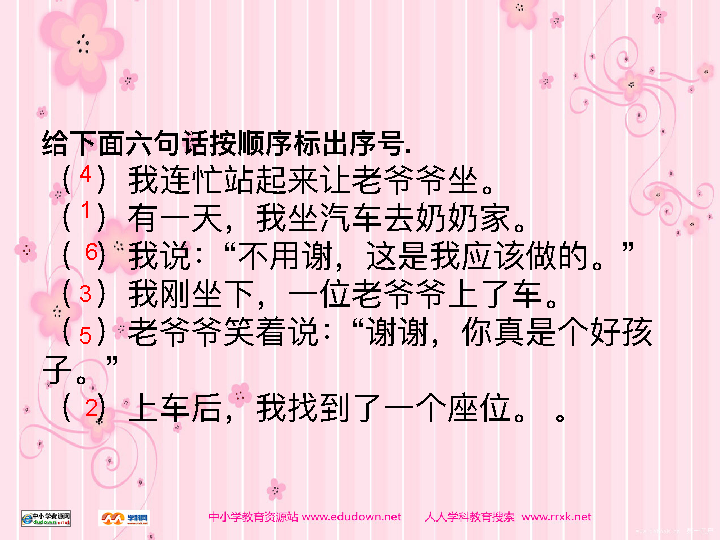 给下面六句话按顺序标出序号.
（4）我连忙站起来让老爷爷坐。
（1）有一天，我坐汽车去奶奶家。
（6）我说：“不用谢，这是我应该做的。”
（3）我刚坐下，一位老爷爷上了车。
（5）老爷爷笑着说：“谢谢，你真是个好孩
子。”
（2）上车后，我找到了一个座位。 。
中小学教育资源站 www.edudown.net 人人学科教育搜索 www.rrxk.net